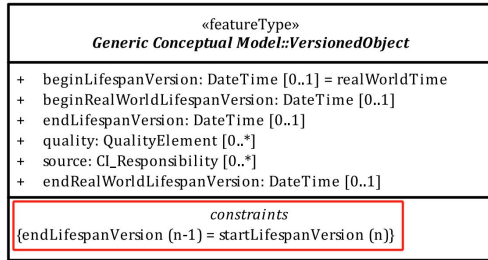 «featureType»
Generic Conceptual Model::VersionedObject
+ beginLifespanVersion: DateTime [0..1] = realWorldTime
+ beginRealWorldLifespanVersion: DateTime [0..1]
+ endLifespanVersion: DateTime [0..1]
+ quality: QualityElement [0..*]
+ source: CI_Responsibility [0..*]
+ endRealWorldLifespanVersion: DateTime [0..1]
constraints
{endLifespanVersion (n-1) = startLifespanVersion (n)}